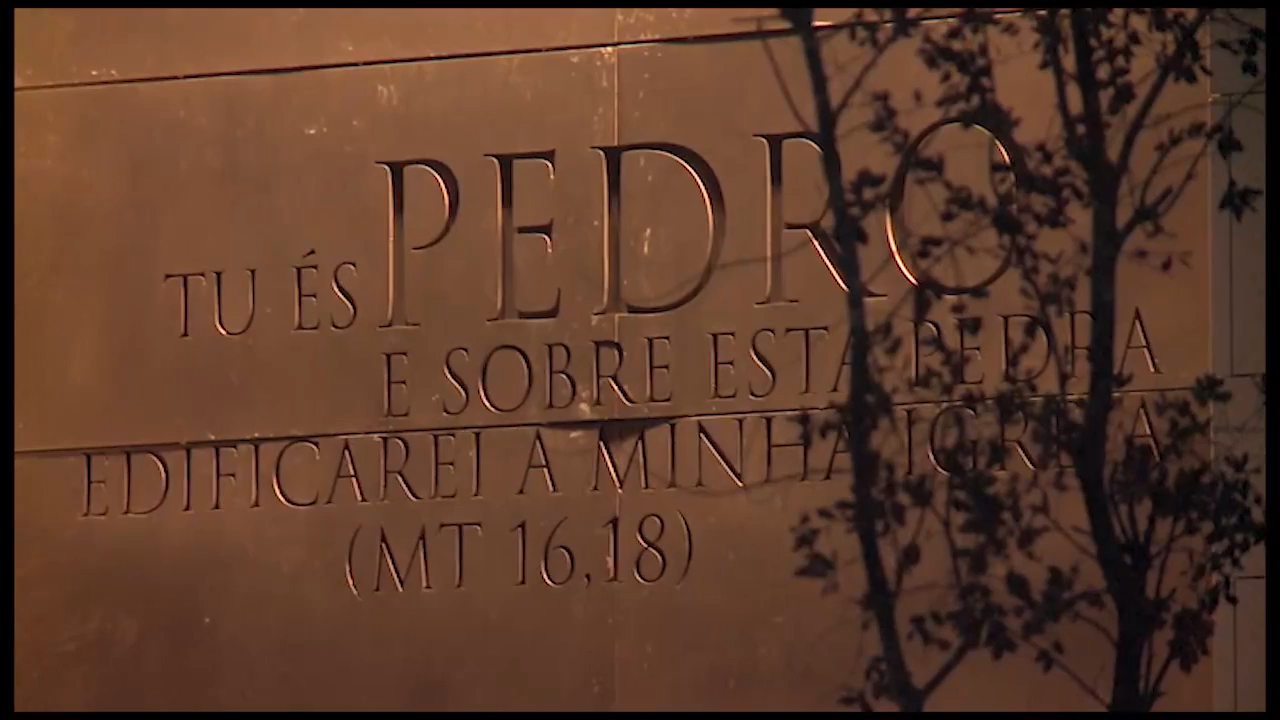 TU ÉS PEDRO
E SOBRE ESTA PEDRA
EDIFICAREI A MINHA IGREJA
(MT 16,18)